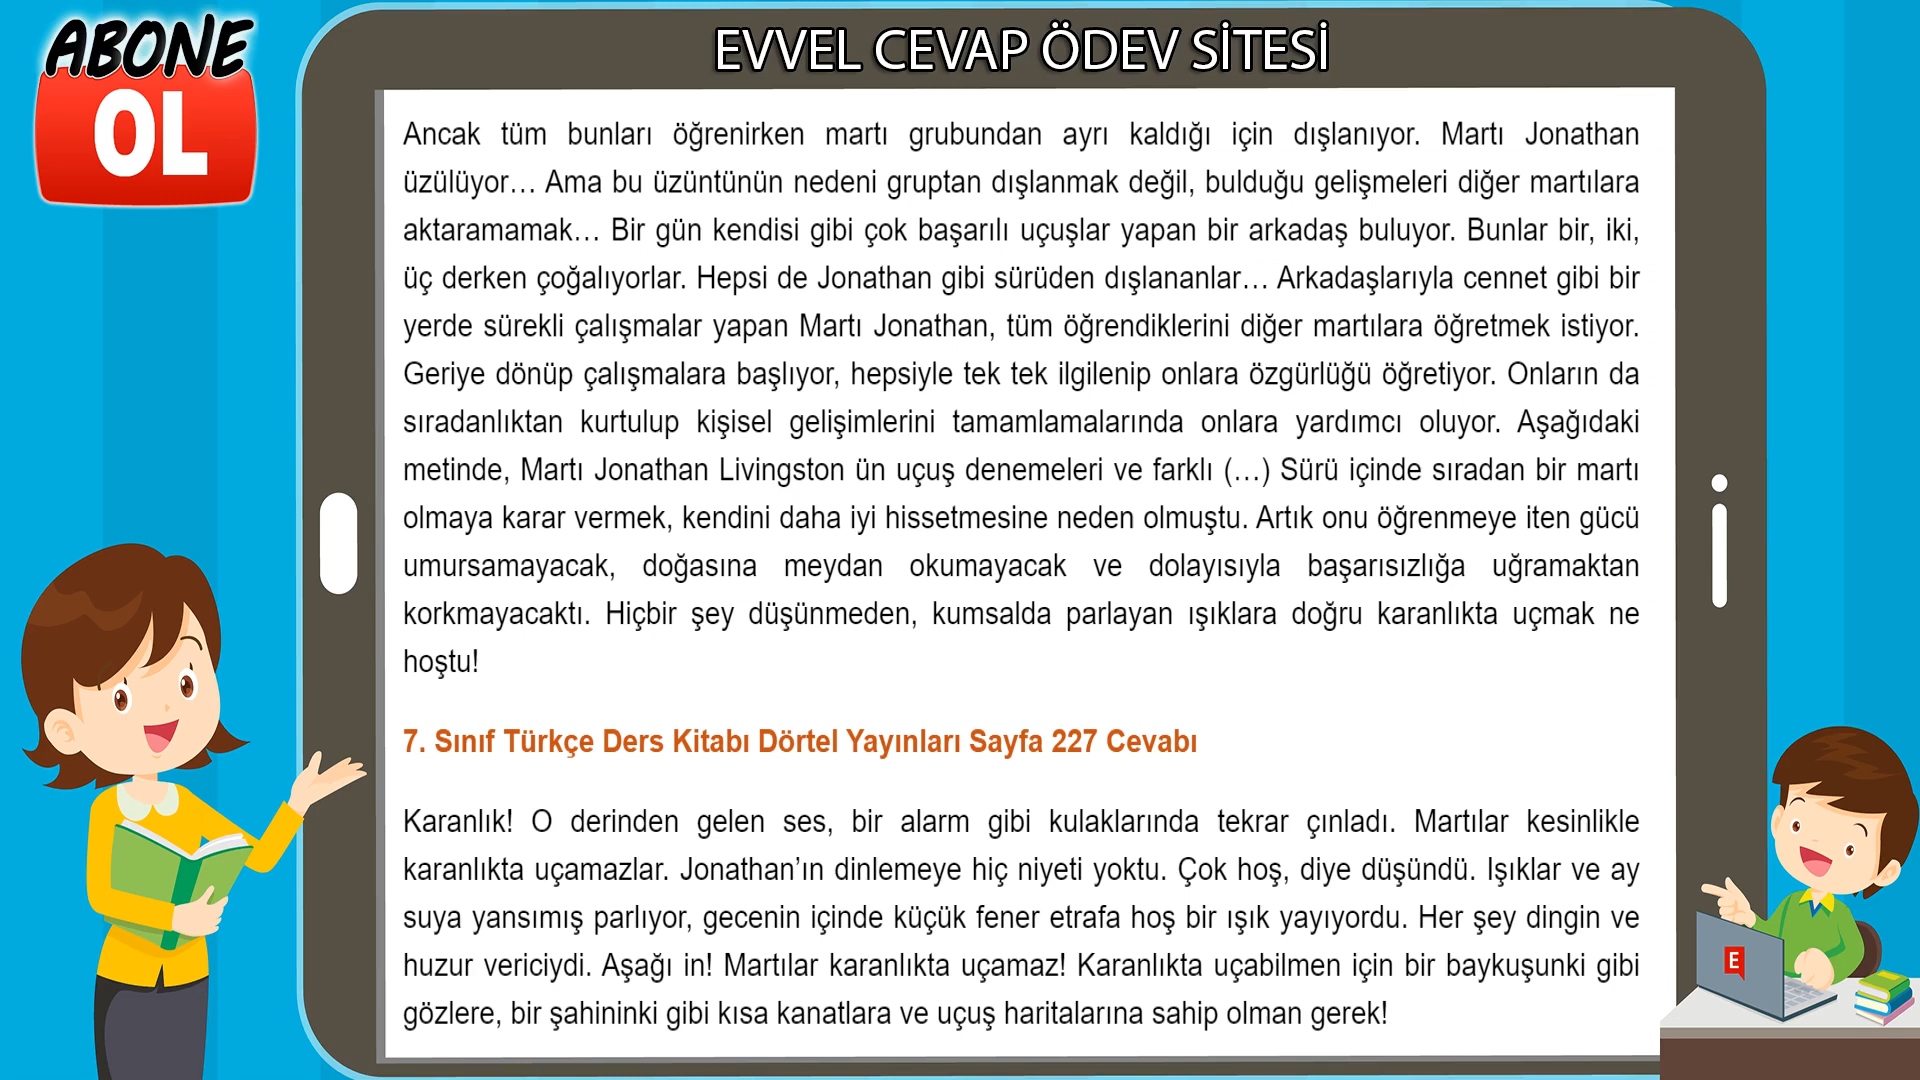 ABONE
OL
EVVEL CEVAP ÖDEV SİTESİ
Ancak tüm bunları öğrenirken martı grubundan ayrı kaldığı için dışlanıyor. Martı Jonathan
üzülüyor… Ama bu üzüntünün nedeni gruptan dışlanmak değil, bulduğu gelişmeleri diğer martılara
aktaramamak… Bir gün kendisi gibi çok başarılı uçuşlar yapan bir arkadaş buluyor. Bunlar bir, iki,
üç derken çoğalıyorlar. Hepsi de Jonathan gibi sürüden dışlananlar… Arkadaşlarıyla cennet gibi bir
yerde sürekli çalışmalar yapan Martı Jonathan, tüm öğrendiklerini diğer martılara öğretmek istiyor.
Geriye dönüp çalışmalara başlıyor, hepsiyle tek tek ilgilenip onlara özgürlüğü öğretiyor. Onların da
sıradanlıktan kurtulup kişisel gelişimlerini tamamlamalarında onlara yardımcı oluyor. Aşağıdaki
metinde, Martı Jonathan Livingston ün uçuş denemeleri ve farklı (…) Sürü içinde sıradan bir martı
olmaya karar vermek, kendini daha iyi hissetmesine neden olmuştu. Artık onu öğrenmeye iten gücü
umursamayacak, doğasına meydan okumayacak ve dolayısıyla başarısızlığa uğramaktan
korkmayacaktı. Hiçbir şey düşünmeden, kumsalda parlayan ışıklara doğru karanlıkta uçmak ne
hoştu!
7. Sınıf Türkçe Ders Kitabı Dörtel Yayınları Sayfa 227 Cevabı
Karanlık! O derinden gelen ses, bir alarm gibi kulaklarında tekrar çınladı. Martılar kesinlikle
karanlıkta uçamazlar. Jonathan’ın dinlemeye hiç niyeti yoktu. Çok hoş, diye düşündü. Işıklar ve ay
suya yansımış parlıyor, gecenin içinde küçük fener etrafa hoş bir ışık yayıyordu. Her şey dingin ve
huzur vericiydi. Aşağı in! Martılar karanlıkta uçamaz! Karanlıkta uçabilmen için bir baykuşunki gibi
gözlere, bir şahininki gibi kısa kanatlara ve uçuş haritalarına sahip olman gerek!
E